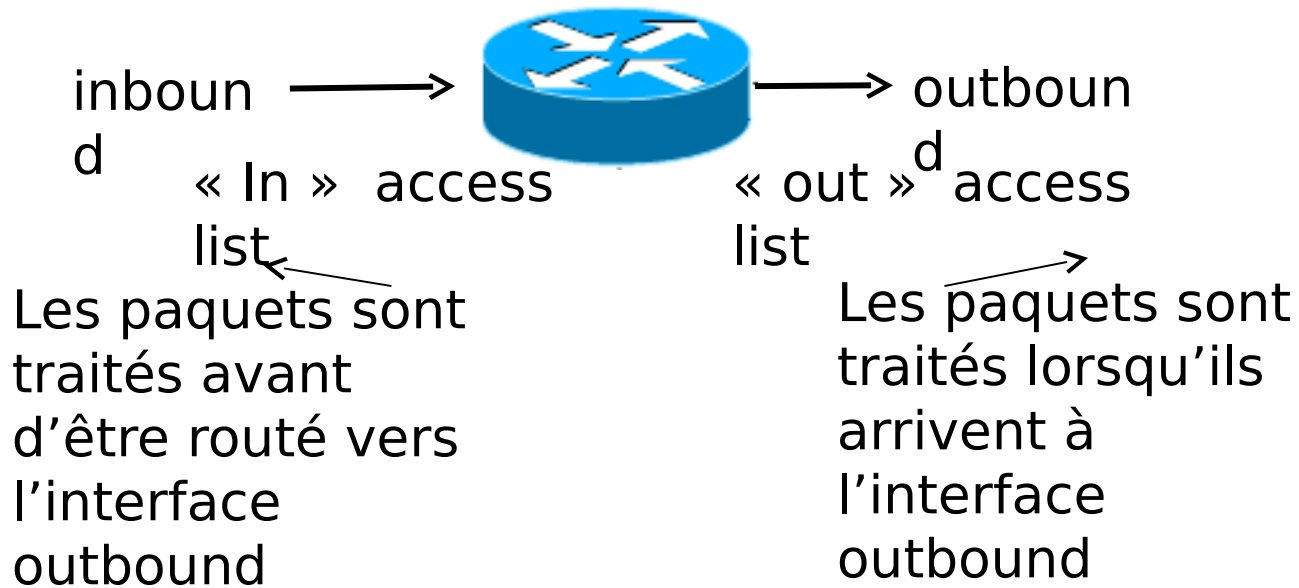 inboun
d
outboun
d
« In »  access
list
« out »  access
list
Les paquets sont
traités avant
d’être routé vers
l’interface
outbound
Les paquets sont
traités lorsqu’ils
arrivent à
l’interface
outbound